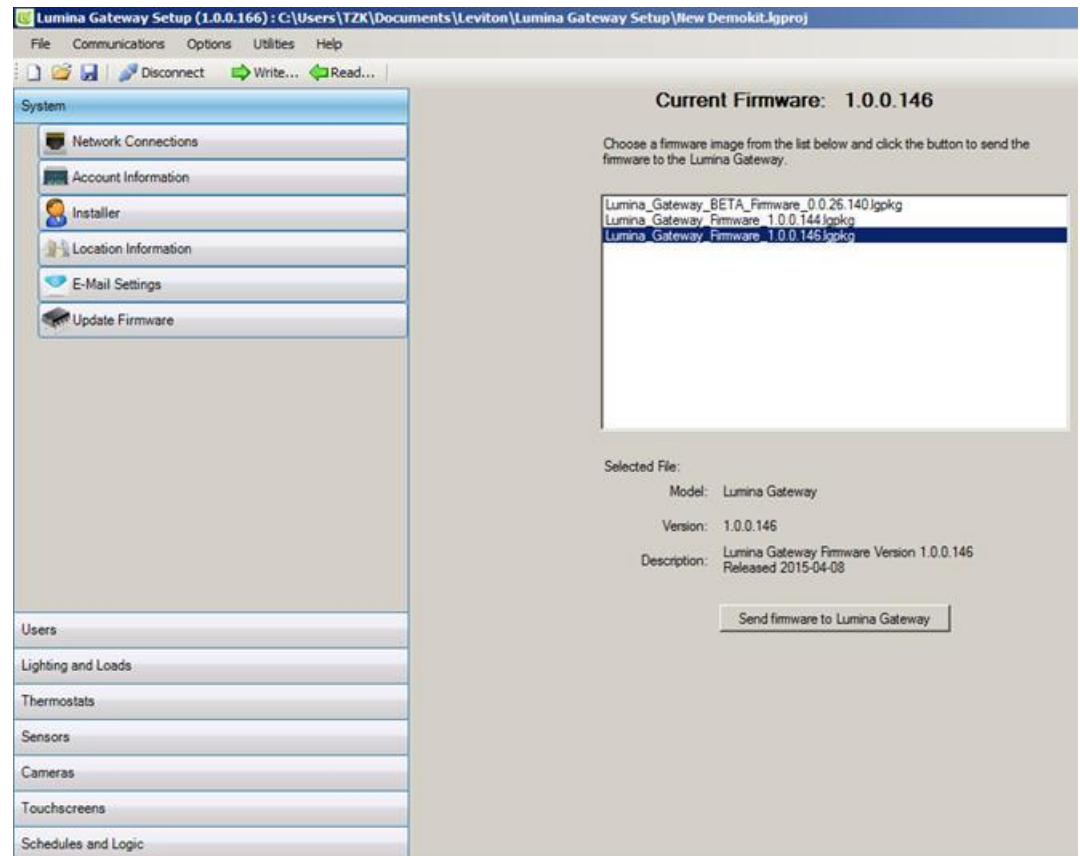 Lumina Gateway Setup (1.0.0.166) : C:\Users\TZK\Documents\Leviton\Lumina Gateway Setup\New Demokit.lgproj
File Communications Options Utilities Help
Disconnect Write... Read...
System
Network Connections
Account Information
Installer
Location Information
E-Mail Settings
Update Firmware
Users
Lighting and Loads
Thermostats
Sensors
Cameras
Touchscreens
Schedules and Logic
Current Firmware: 1.0.0.146
Choose a firmware image from the list below and click the button to send the
firmware to the Lumina Gateway.
Lumina_Gateway_BETA_Firmware_0.0.26.140.lgpkg
Lumina_Gateway_Firmware_1.0.0.144.lgpkg
Lumina_Gateway_Firmware_1.0.0.146.lgpkg
Selected File:
Model: Lumina Gateway
Version: 1.0.0.146
Description: Lumina Gateway Firmware Version 1.0.0.146
Released 2015-04-08
Send firmware to Lumina Gateway